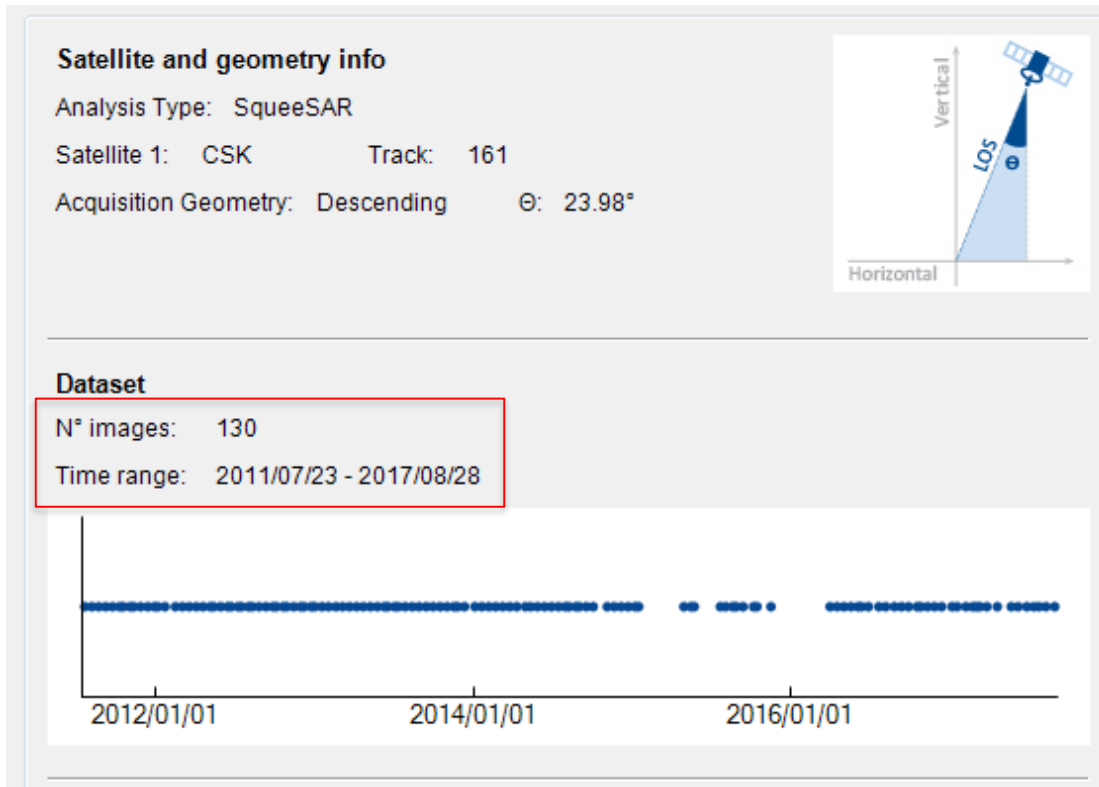 Satellite and geometry info
Analysis Type: SqueeSAR
Satellite 1: CSK Track: 161
Acquisition Geometry: Descending Θ: 23.98°
Vertical
LOS
Θ
Horizontal
Dataset
N° images: 130
Time range: 2011/07/23 - 2017/08/28
2012/01/01 2014/01/01 2016/01/01